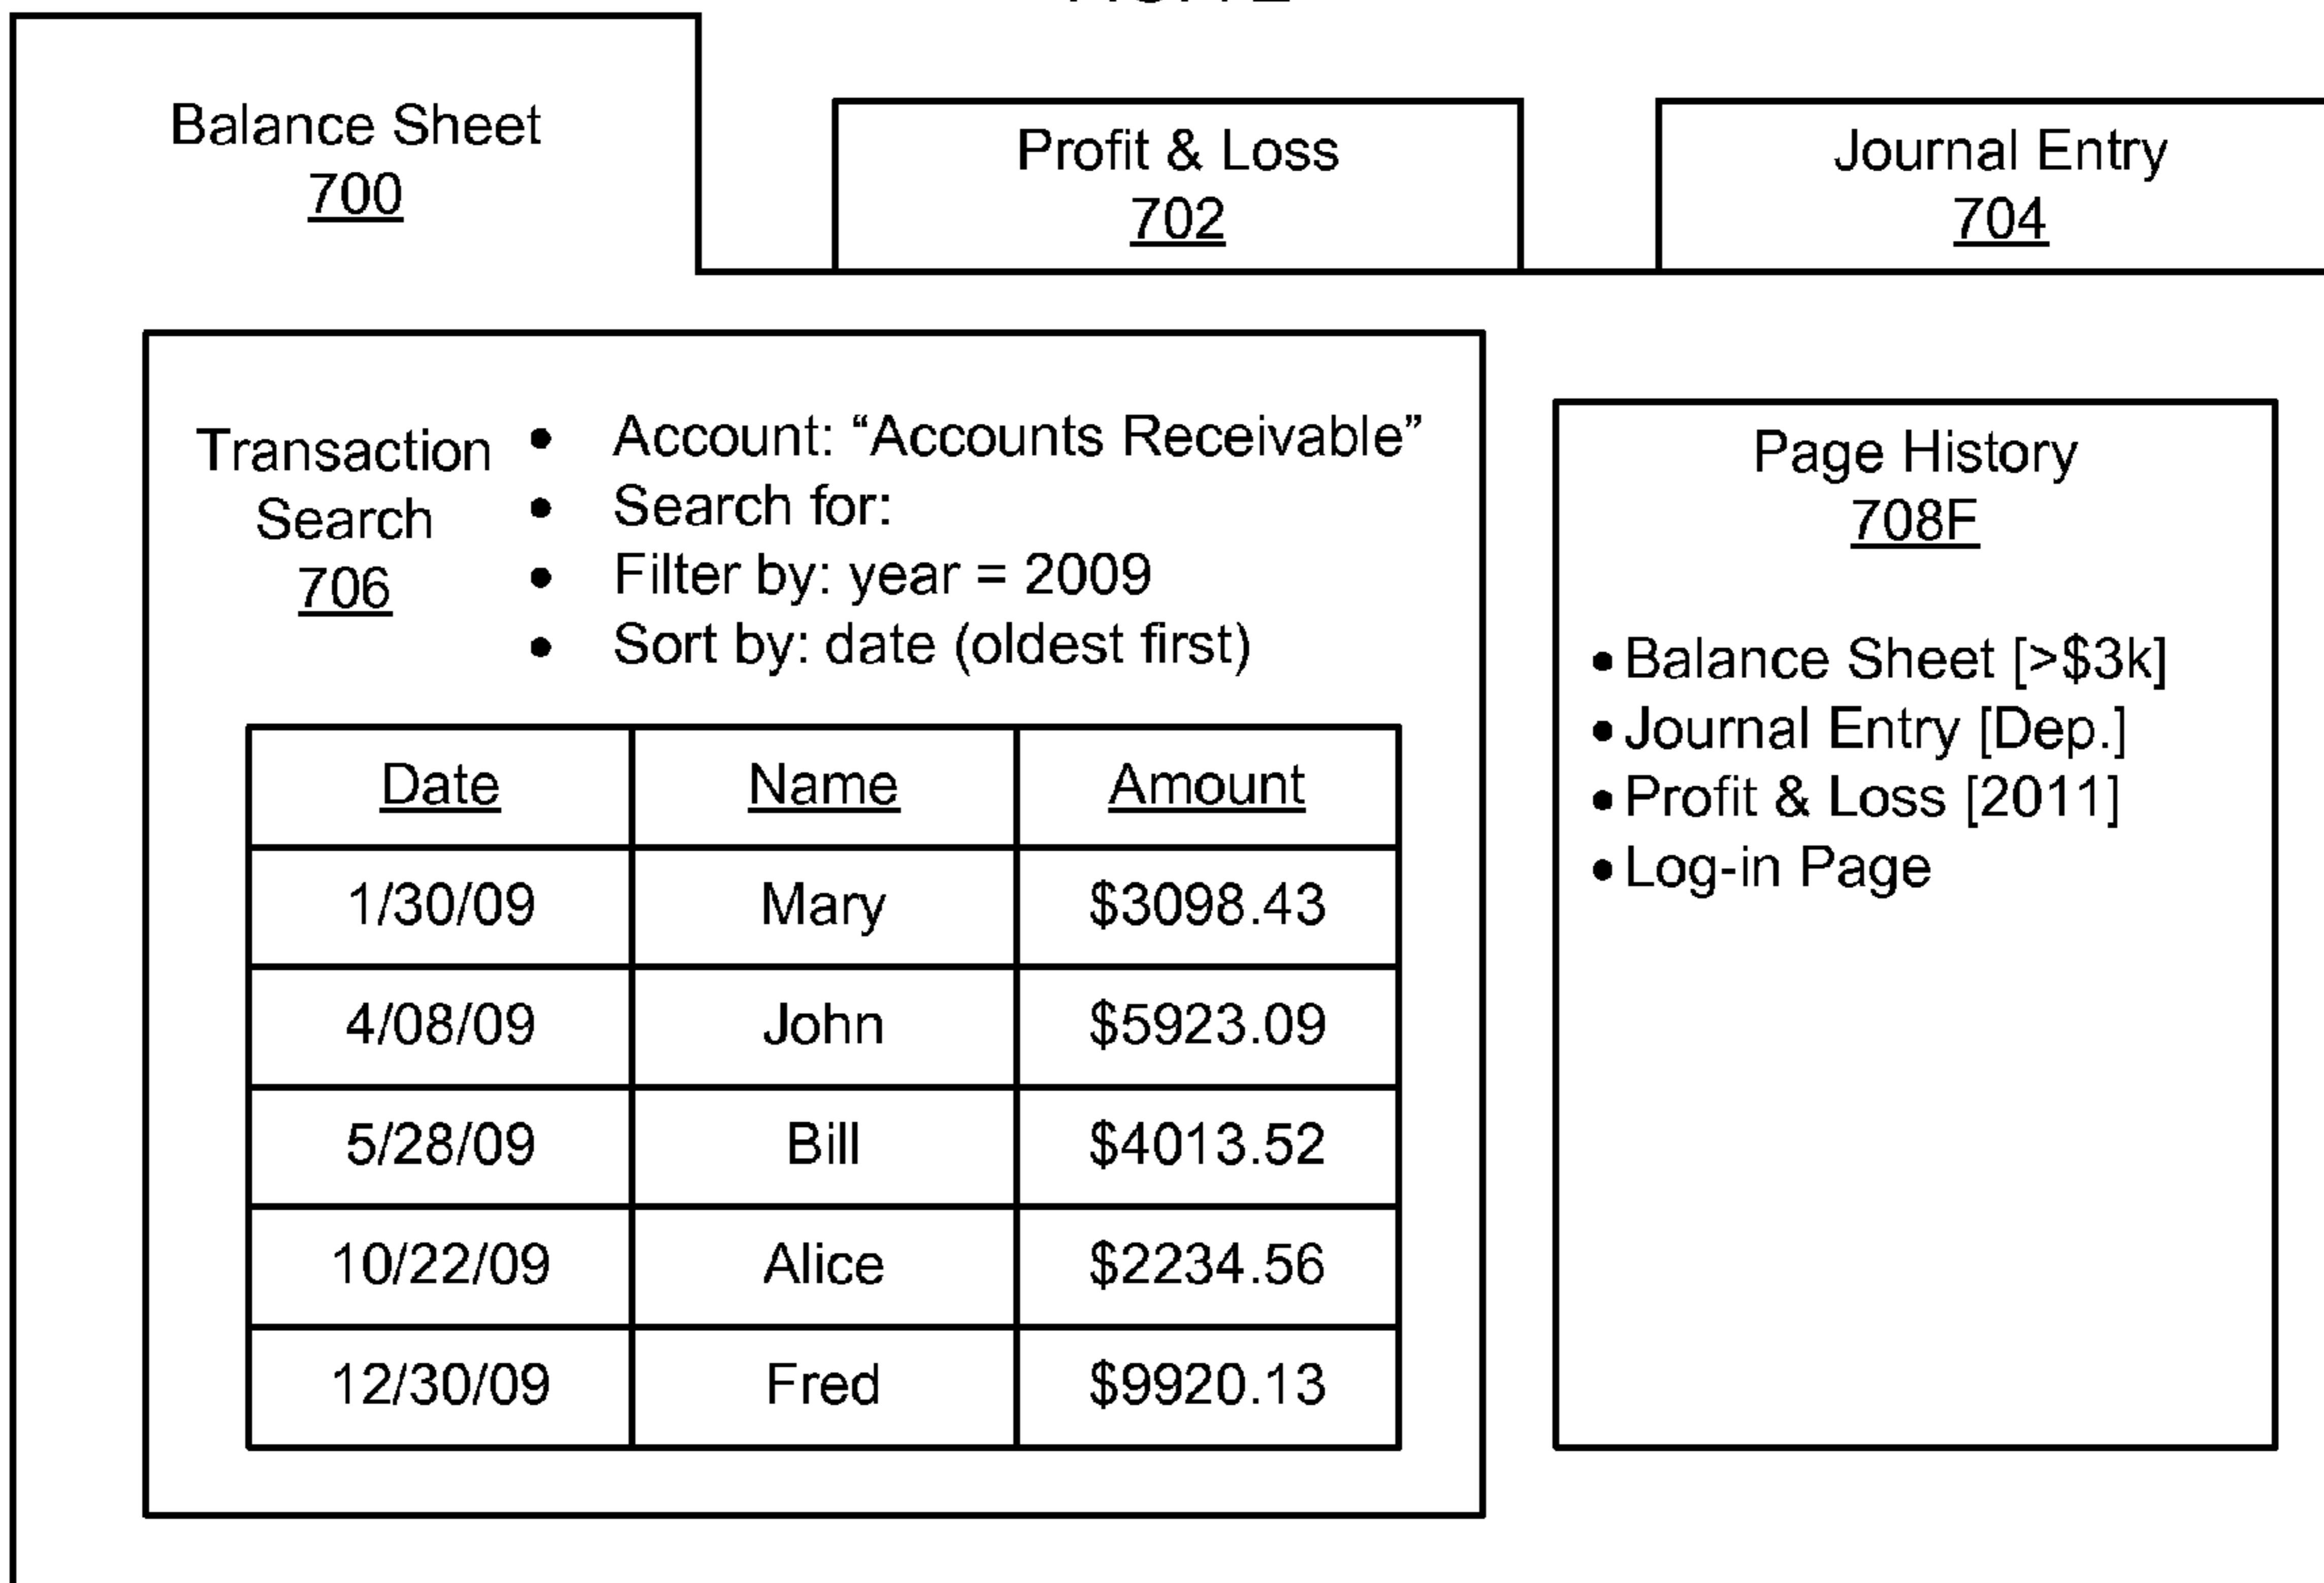 Balance Sheet
700
Profit & Loss
702
Journal Entry
704
Transaction
Search
706
• Account: “Accounts Receivable”
• Search for:
• Filter by: year = 2009
• Sort by: date (oldest first)
Date Name Amount
1/30/09 Mary $3098.43
4/08/09 John $5923.09
5/28/09 Bill $4013.52
10/22/09 Alice $2234.56
12/30/09 Fred $9920.13
Page History
708F
• Balance Sheet [>$3k]
• Journal Entry [Dep.]
• Profit & Loss [2011]
• Log-in Page